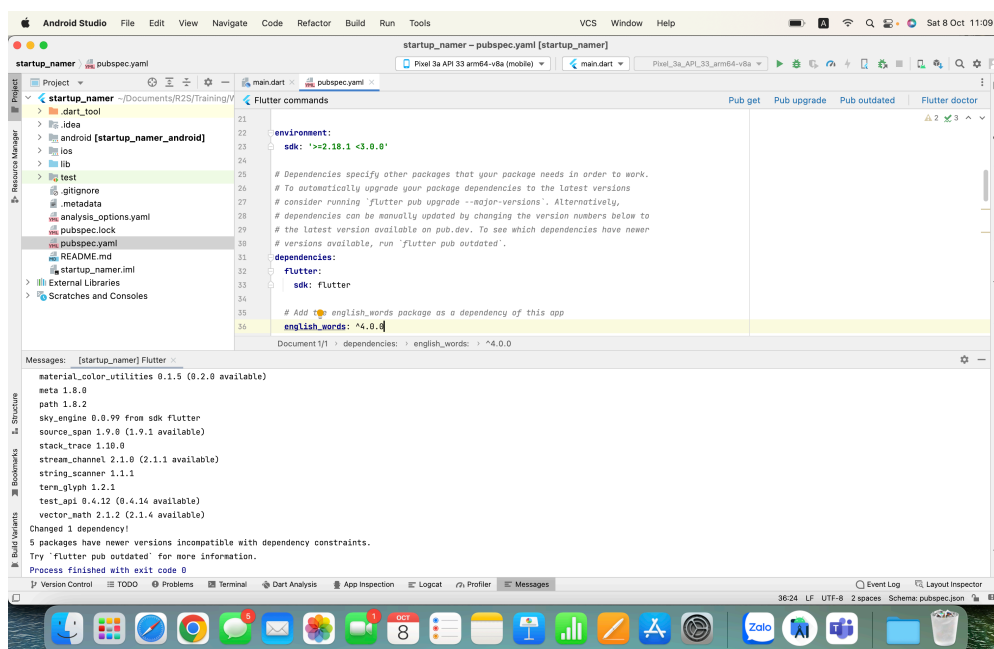 Android Studio File Edit View Navigate Code Refactor Build Run Tools VCS Window Help A Sat 8 Oct 11:09
startup_namer – pubspec.yaml [startup_namer]
startup_namer pubspec.yaml Pixel 3a API 33 arm64-v8a (mobile) main.dart Pixel_3a_API_33_arm64-v8a
Project main.dart pubspec.yaml
startup_namer ~/Documents/R2S/Training/ Flutter commands Pub get Pub upgrade Pub outdated Flutter doctor
.dart_tool
.idea
android [startup_namer_android]
ios
lib
test
.gitignore
.metadata
analysis_options.yaml
pubspec.lock
pubspec.yaml
README.md
startup_namer.iml
External Libraries
Scratches and Consoles
2 3
21
22 environment:
23 sdk: '>=2.18.1 <3.0.0'
24
25 # Dependencies specify other packages that your package needs in order to work.
26 # To automatically upgrade your package dependencies to the latest versions
27 # consider running `flutter pub upgrade --major-versions`. Alternatively,
28 # dependencies can be manually updated by changing the version numbers below to
29 # the latest version available on pub.dev. To see which dependencies have newer
30 # versions available, run `flutter pub outdated`.
31 dependencies:
32 flutter:
33 sdk: flutter
34
35 # Add the english_words package as a dependency of this app
36 english_words: ^4.0.0
Document 1/1 dependencies: english_words: ^4.0.0
Project
Resource Manager
Structure
Bookmarks
Build Variants
Messages: [startup_namer] Flutter
material_color_utilities 0.1.5 (0.2.0 available)
meta 1.8.0
path 1.8.2
sky_engine 0.0.99 from sdk flutter
source_span 1.9.0 (1.9.1 available)
stack_trace 1.10.0
stream_channel 2.1.0 (2.1.1 available)
string_scanner 1.1.1
term_glyph 1.2.1
test_api 0.4.12 (0.4.14 available)
vector_math 2.1.2 (2.1.4 available)
Changed 1 dependency!
5 packages have newer versions incompatible with dependency constraints.
Try `flutter pub outdated` for more information.
Process finished with exit code 0
Version Control TODO Problems Terminal Dart Analysis App Inspection Logcat Profiler Messages Event Log Layout Inspector
36:24 LF UTF-8 2 spaces Schema: pubspec.json
5 1 OCT 8 Zalo